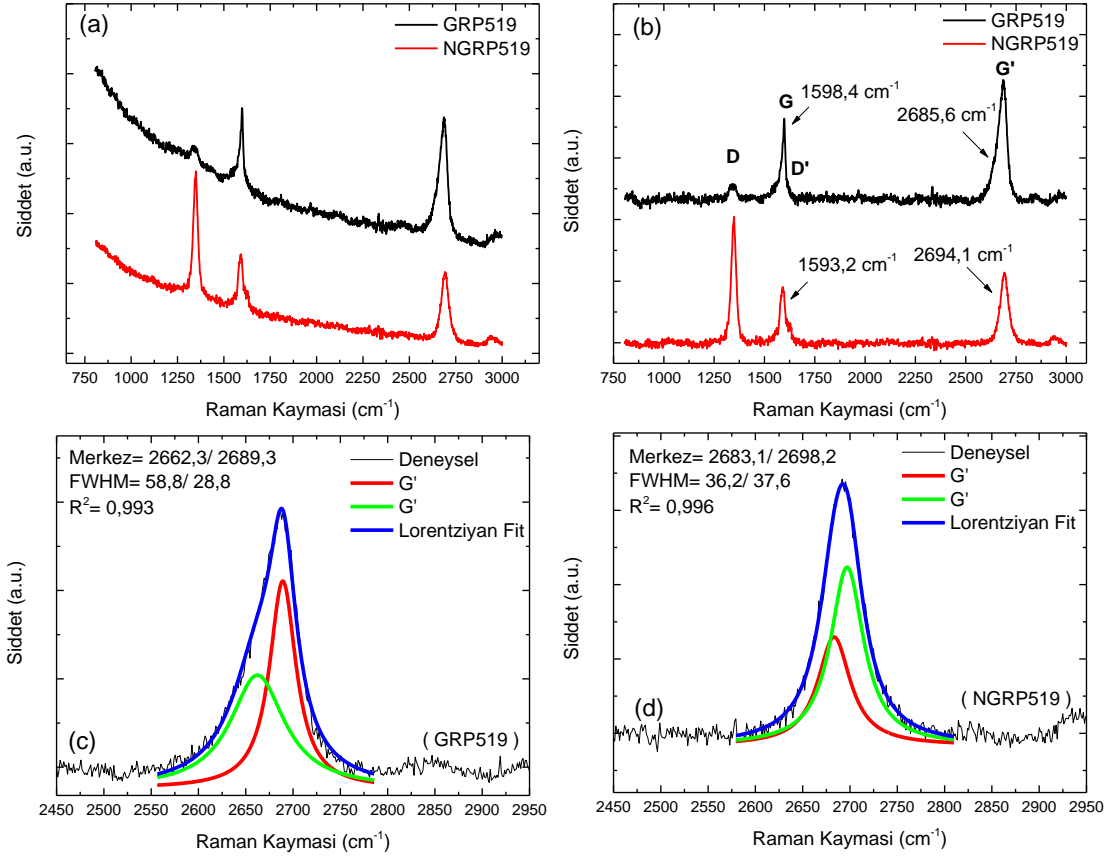 (a)
GRP519
NGRP519
Siddet (a.u.)
750 1000 1250 1500 1750 2000 2250 2500 2750 3000
Raman Kaymasi (cm-1)
(b)
GRP519
NGRP519
G'
G
1598,4 cm-1
2685,6 cm-1
D
D'
1593,2 cm-1
2694,1 cm-1
Siddet (a.u.)
750 1000 1250 1500 1750 2000 2250 2500 2750 3000
Raman Kaymasi (cm-1)
Merkez= 2662,3/ 2689,3
FWHM= 58,8/ 28,8
R2= 0,993
Deneysel
G'
G'
Lorentziyan Fit
Siddet (a.u.)
(c)
( GRP519 )
2450 2500 2550 2600 2650 2700 2750 2800 2850 2900 2950
Raman Kaymasi (cm-1)
Merkez= 2683,1/ 2698,2
FWHM= 36,2/ 37,6
R2= 0,996
Deneysel
G'
G'
Lorentziyan Fit
Siddet (a.u.)
(d)
( NGRP519 )
2450 2500 2550 2600 2650 2700 2750 2800 2850 2900 2950
Raman Kaymasi (cm-1)